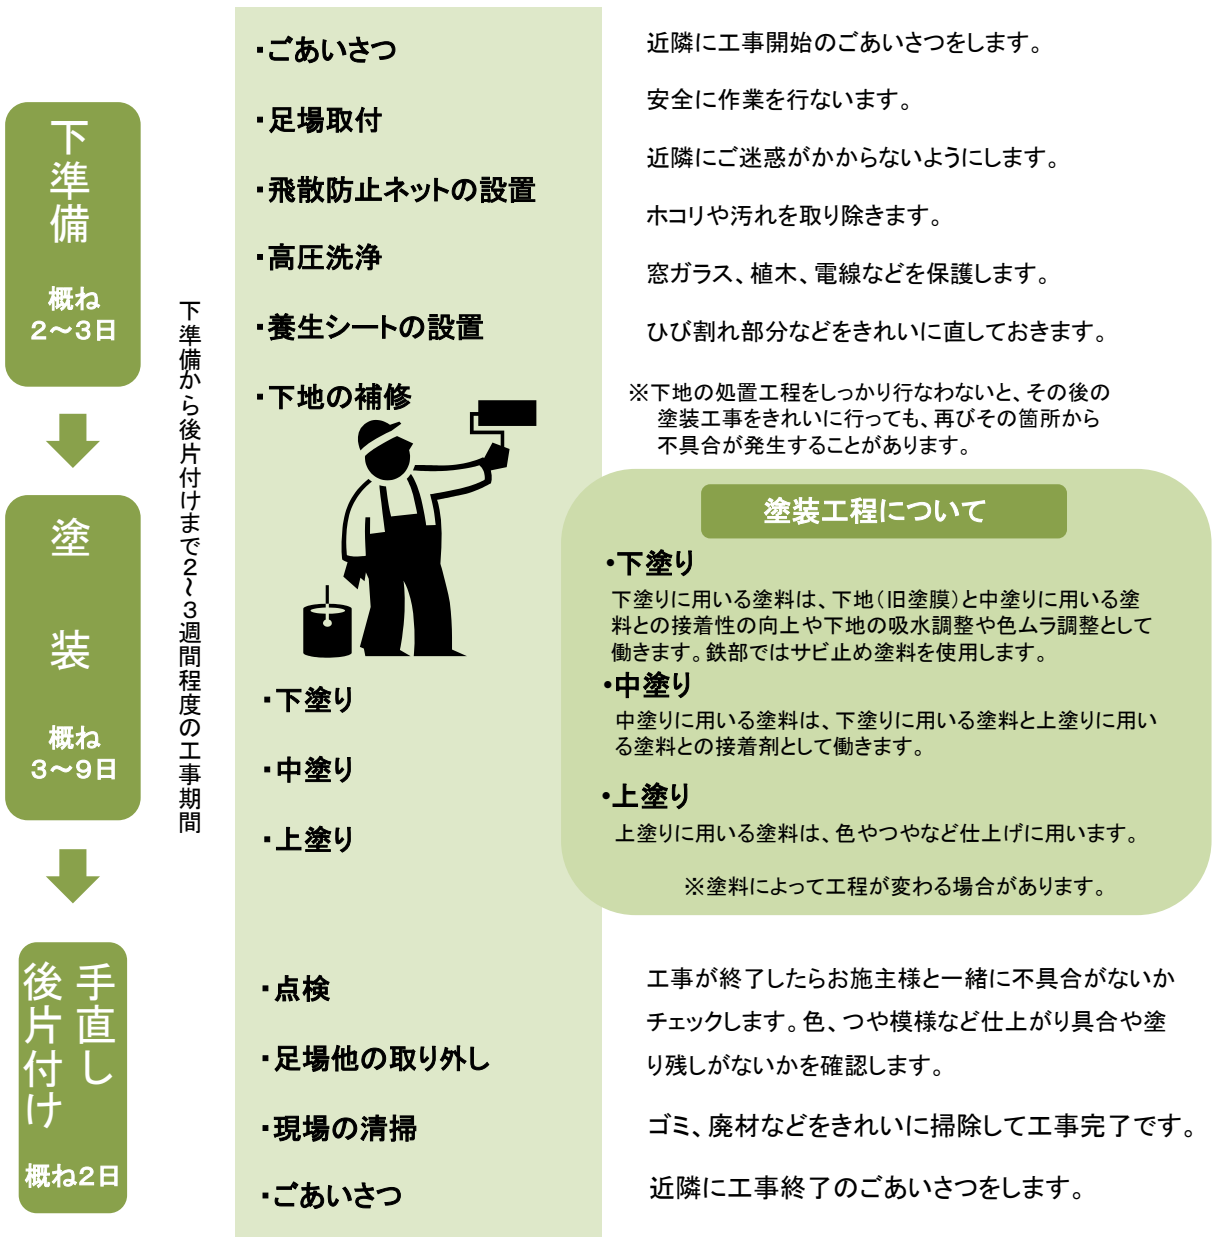 下準備
概ね
2～3日
塗装
概ね
3～9日
手直し
後片付け
概ね2日
下準備から後片付けまで2～3週間程度の工事期間
・ごあいさつ
・足場取付
・飛散防止ネットの設置
・高圧洗浄
・養生シートの設置
・下地の補修
・下塗り
・中塗り
・上塗り
・点検
・足場他の取り外し
・現場の清掃
・ごあいさつ
近隣に工事開始のごあいさつをします。
安全に作業を行ないます。
近隣にご迷惑がかからないようにします。
ホコリや汚れを取り除きます。
窓ガラス、植木、電線などを保護します。
ひび割れ部分などをきれいに直しておきます。
※下地の処置工程をしっかり行なわないと、その後の
塗装工事をきれいに行っても、再びその箇所から
不具合が発生することがあります。
塗装工程について
・下塗り
下塗りに用いる塗料は、下地（旧塗膜）と中塗りに用いる塗
料との接着性の向上や下地の吸水調整や色ムラ調整として
働きます。鉄部ではサビ止め塗料を使用します。
・中塗り
中塗りに用いる塗料は、下塗りに用いる塗料と上塗りに用い
る塗料との接着剤として働きます。
・上塗り
上塗りに用いる塗料は、色やつやなど仕上げに用います。
※塗料によって工程が変わる場合があります。
工事が終了したらお施主様と一緒に不具合がないか
チェックします。色、つや模様など仕上がり具合や塗
り残しがないかを確認します。
ゴミ、廃材などをきれいに掃除して工事完了です。
近隣に工事終了のごあいさつをします。